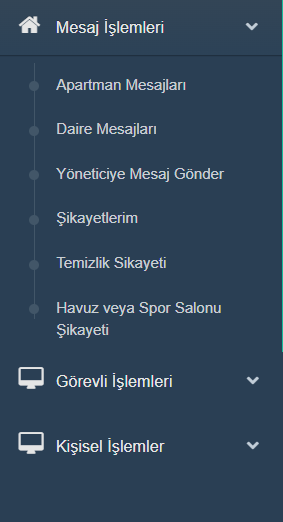 Mesaj İşlemleri
Apartman Mesajları
Daire Mesajları
Yöneticiye Mesaj Gönder
Şikayetlerim
Temizlik Sikayeti
Havuz veya Spor Salonu
Şikayeti
Görevli İşlemleri
Kişisel İşlemler